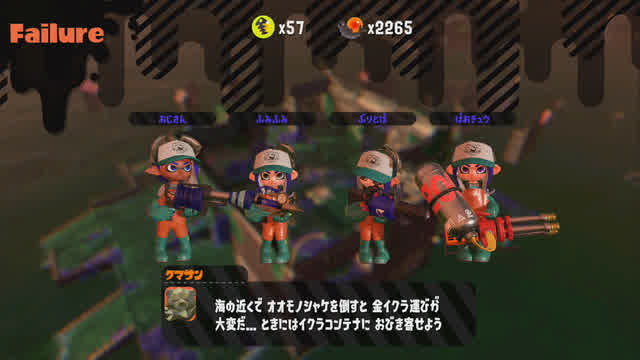 Failure
x57
x2265
おじさん
ふみふみ
ぶりとば
ぱおチュウ
クマサン
海の近くで オオモノシャケを倒すと 金イクラ運びが
大変だ... ときにはイクラコンテナに おびき寄せよう